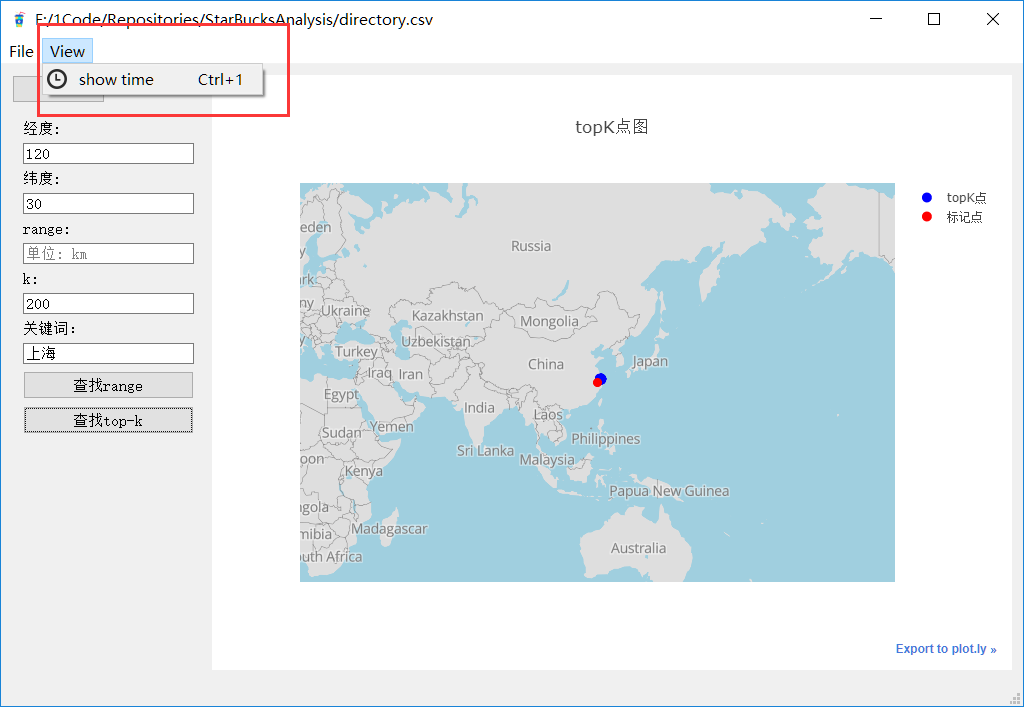 F:/1Code/Repositories/StarBucksAnalysis/directory.csv
File View
show time Ctrl+1
经度:
120
纬度:
30
range:
单位: km
k:
200
关键词:
上海
查找range
查找top-k
topK点图
topK点
标记点
eden
Russia
Ukraine
Kazakhstan
Mongolia
Uzbekistan
Turkey
China
Japan
Iraq
Iran
Egypt
India
Laos
Sudan
Yemen
Philippines
Sri Lanka
Malaysia
oon
Kenya
Papua New Guinea
gola
Madagascar
mibia
Australia
uth Africa
Export to plot.ly »